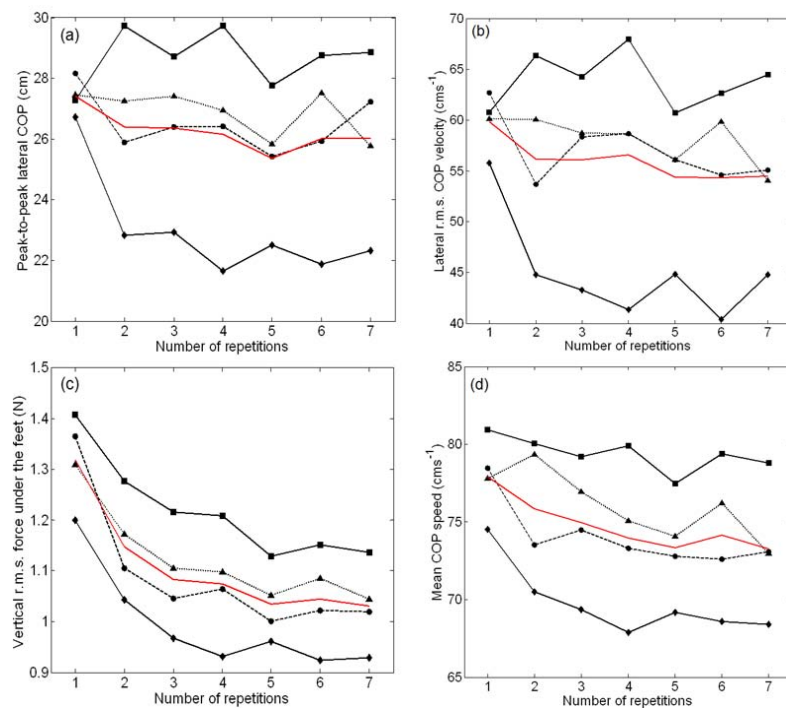 (a)
Peak-to-peak lateral COP (cm)
30
28
26
24
22
20
1 2 3 4 5 6 7
Number of repetitions
(b)
Lateral r.m.s. COP velocity (cms⁻¹)
70
65
60
55
50
45
40
1 2 3 4 5 6 7
Number of repetitions
(c)
Vertical r.m.s. force under the feet (N)
1.5
1.4
1.3
1.2
1.1
1
0.9
1 2 3 4 5 6 7
Number of repetitions
(d)
Mean COP speed (cms⁻¹)
85
80
75
70
65
1 2 3 4 5 6 7
Number of repetitions